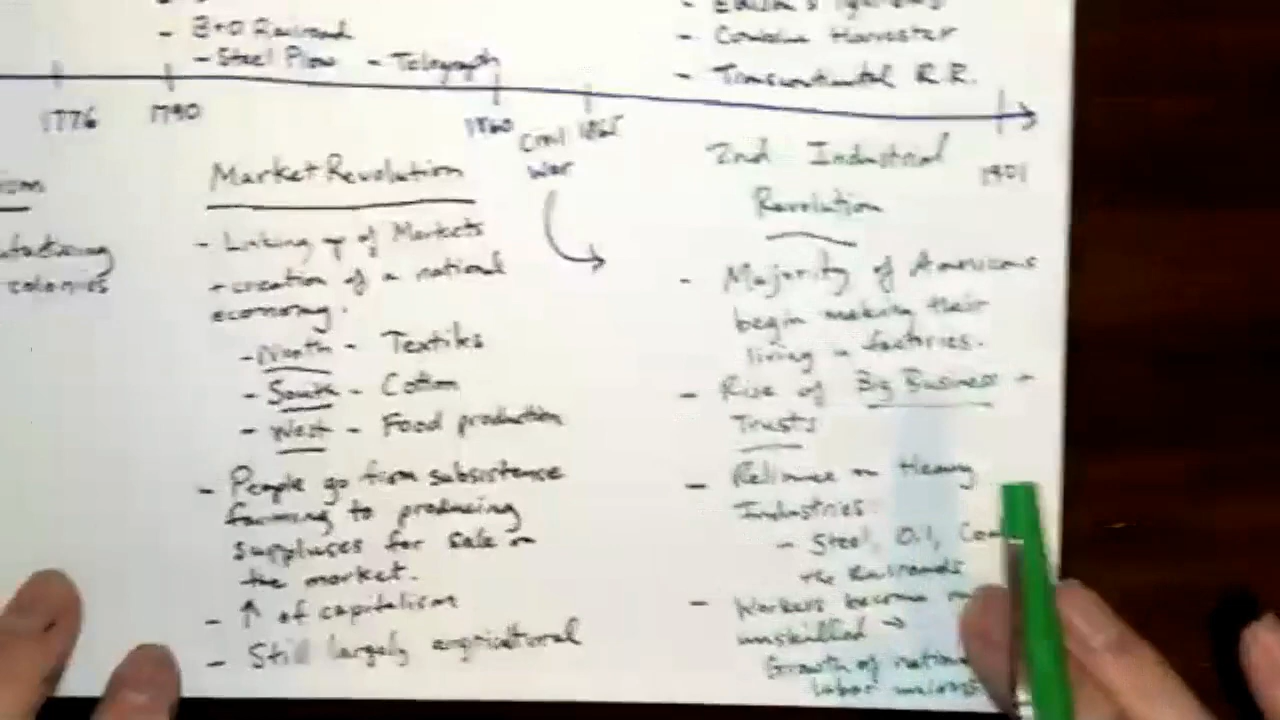 - B+O Railroad
- Steel Plow - Telegraph
- Combine Harvester
- Transcontinental R.R.
1776
1790
1860
Civil
War
1865
1901
Market Revolution
- Linking up of Markets
+ creation of a national
economy.
- North - Textiles
- South - Cotton
- West - Food production
- People go from subsistence
farming to producing
surpluses for sale in
the market.
- ↑ of capitalism
- Still largely agricultural
colonies
2nd Industrial
Revolution
- Majority of Americans
begin making their
living in factories.
- Rise of Big Business +
Trusts
- Reliance on Heavy
Industries
- Steel, Oil,
the Railroads
- Workers become
unskilled →
Growth of
labor